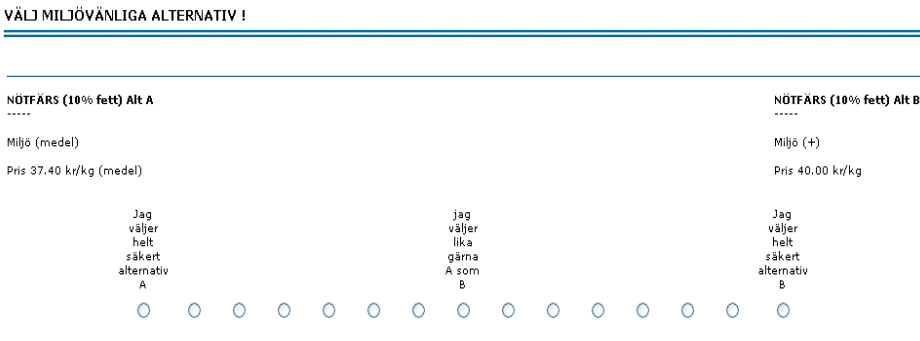 VÄLJ MILJÖVÄNLIGA ALTERNATIV !
NÖTFÄRS (10% fett) Alt A
-----
Miljö (medel)
Pris 37.40 kr/kg (medel)
NÖTFÄRS (10% fett) Alt B
-----
Miljö (+)
Pris 40.00 kr/kg
Jag
väljer
helt
säkert
alternativ
A
jag
väljer
lika
gärna
A som
B
Jag
väljer
helt
säkert
alternativ
B